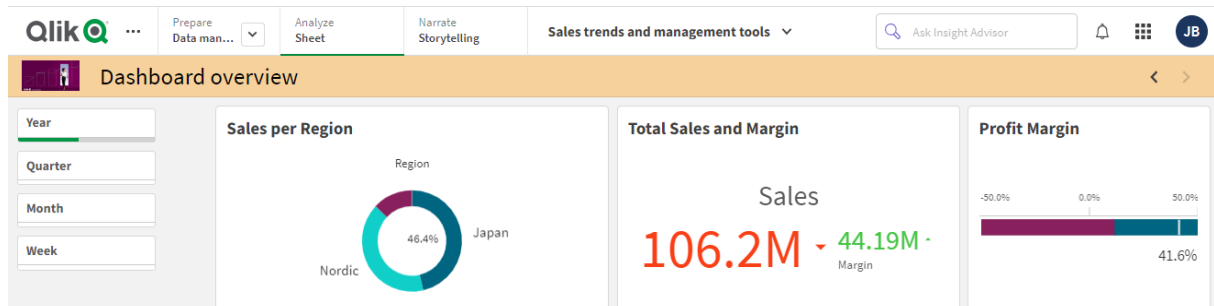 Qlik
...
Prepare
Data man...
Analyze
Sheet
Narrate
Storytelling
Sales trends and management tools
Ask Insight Advisor
JB
Dashboard overview
Year
Quarter
Month
Week
Sales per Region
Region
46.4%
Japan
Nordic
Total Sales and Margin
Sales
106.2M
44.19M
Margin
Profit Margin
-50.0% 0.0% 50.0%
41.6%